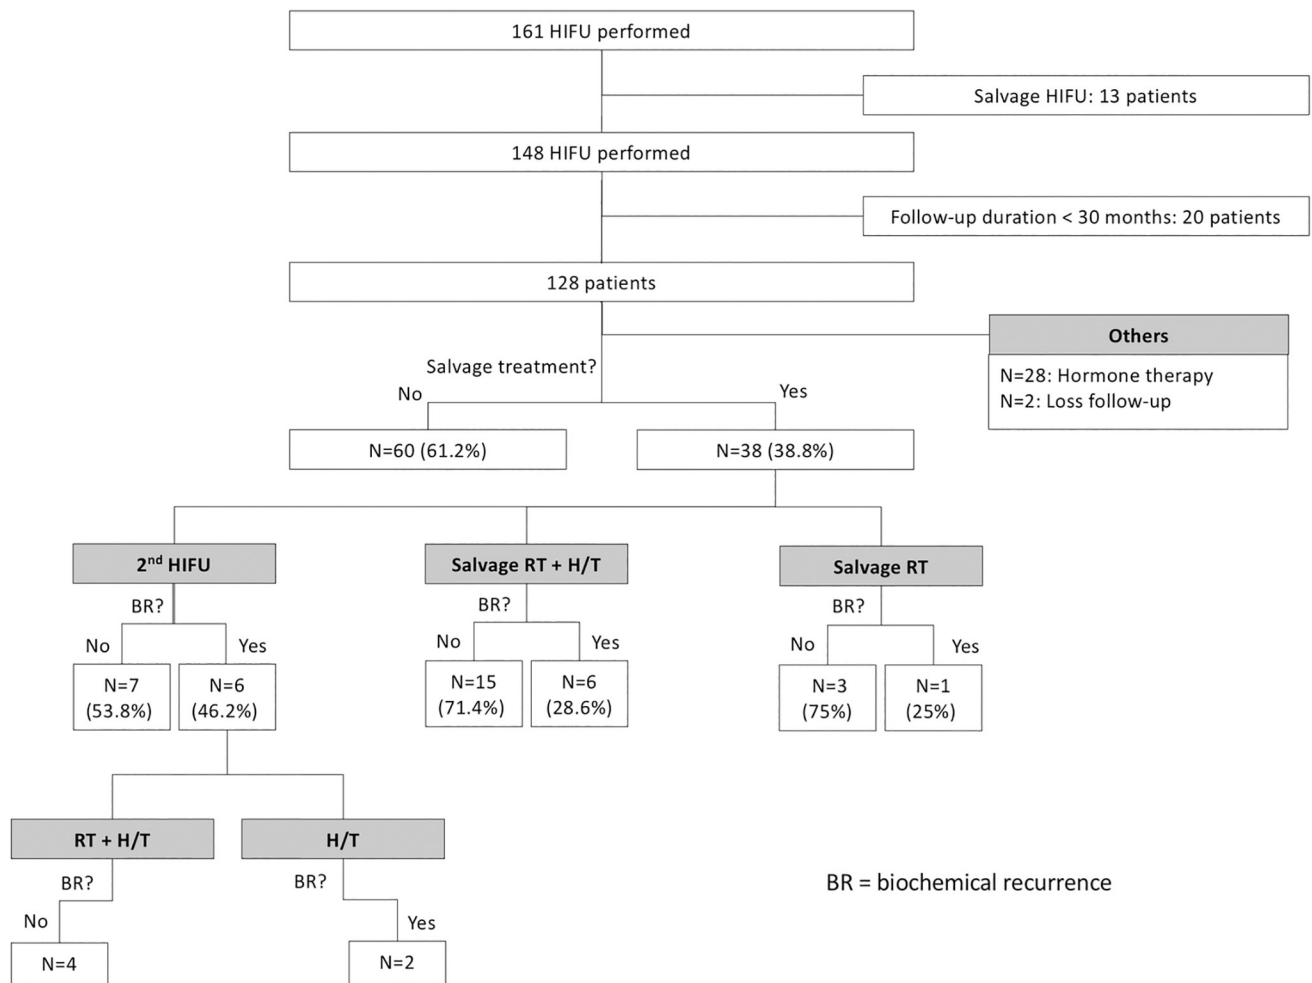 161 HIFU performed
Salvage HIFU: 13 patients
148 HIFU performed
Follow-up duration < 30 months: 20 patients
128 patients
Others
N=28: Hormone therapy
N=2: Loss follow-up
Salvage treatment?
No
Yes
N=60 (61.2%)
N=38 (38.8%)
2nd HIFU
BR?
No
Yes
N=7
(53.8%)
N=6
(46.2%)
Salvage RT + H/T
BR?
No
Yes
N=15
(71.4%)
N=6
(28.6%)
Salvage RT
BR?
No
Yes
N=3
(75%)
N=1
(25%)
RT + H/T
BR?
No
N=4
H/T
BR?
Yes
N=2
BR = biochemical recurrence